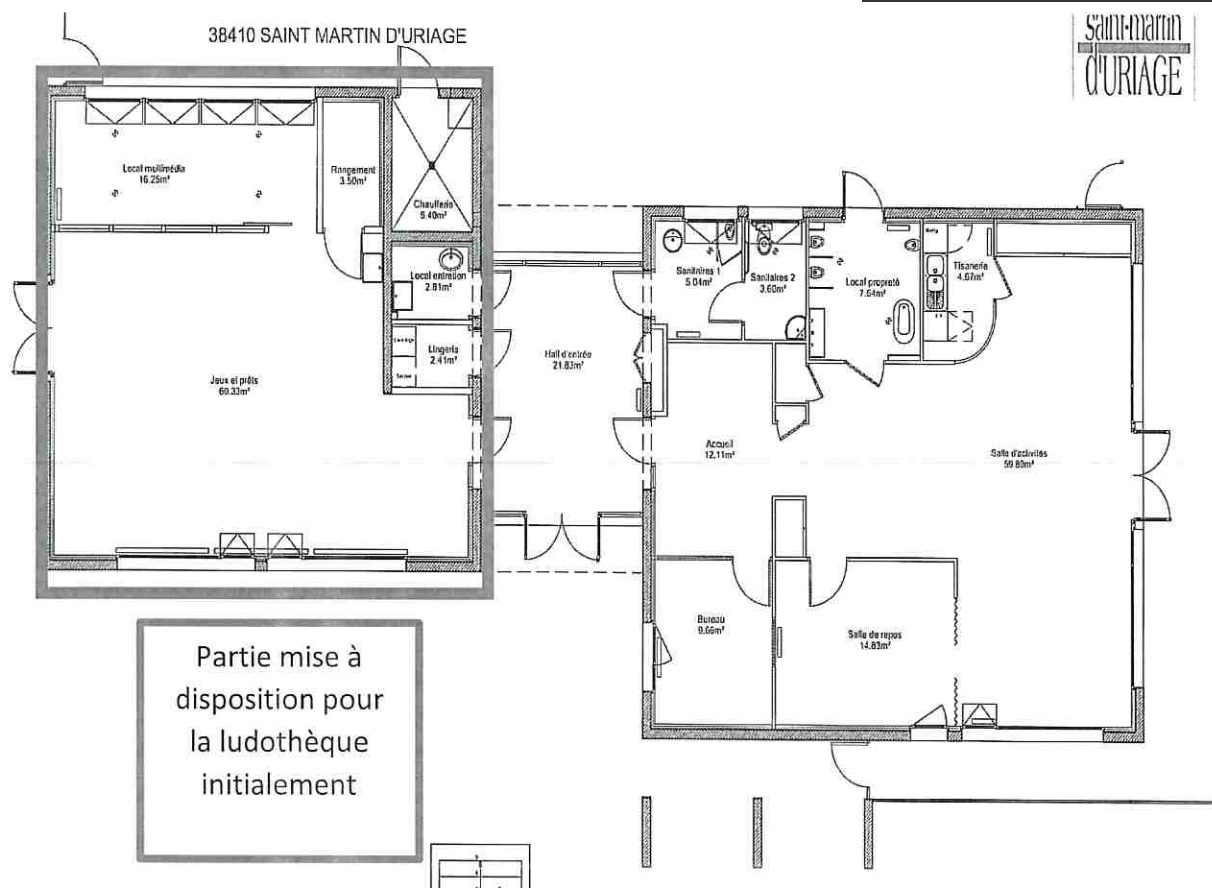 38410 SAINT MARTIN D'URIAGE
saint-martin
d'URIAGE
Local multimédia
16.25m²
Rangement
3.50m²
Chaufferie
5.40m²
Local entretien
2.81m²
Lingerie
2.41m²
Hall d'entrée
21.83m²
Jeux et prêts
60.33m²
Sanitaires 1
5.04m²
Sanitaires 2
3.60m²
Local propreté
7.64m²
Tisanerie
4.67m²
Accueil
12.11m²
Salle d'activités
59.80m²
Bureau
9.66m²
Salle de repos
14.83m²
Partie mise à
disposition pour
la ludothèque
initialement